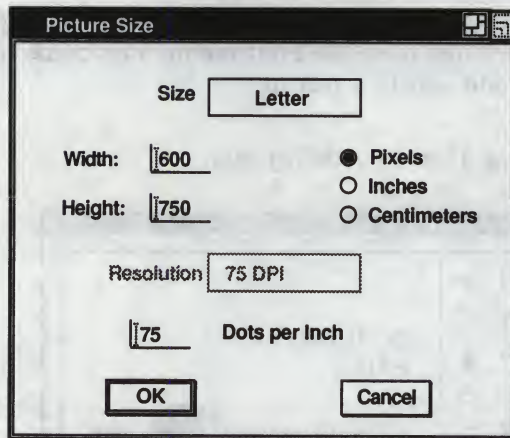 Picture Size
Size Letter
Width: 600 Pixels
Inches
Height: 750 Centimeters
Resolution 75 DPI
75 Dots per Inch
OK Cancel